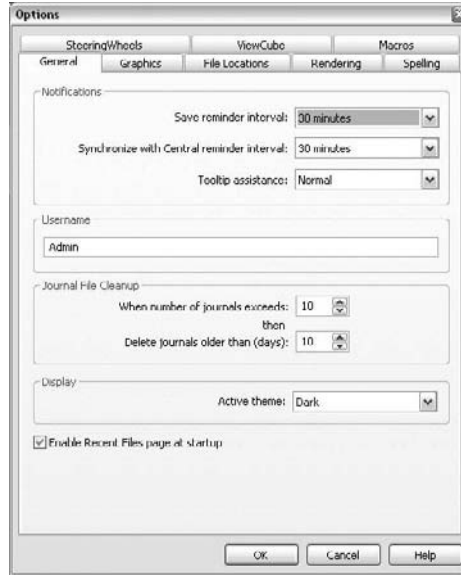 Options
SteeringWheels ViewCube Macros
General Graphics File Locations Rendering Spelling
Notifications
Save reminder interval: 30 minutes
Synchronize with Central reminder interval: 30 minutes
Tooltip assistance: Normal
Username
Admin
Journal File Cleanup
When number of journals exceeds: 10
then
Delete journals older than (days): 10
Display
Active theme: Dark
Enable Recent Files page at startup
OK Cancel Help